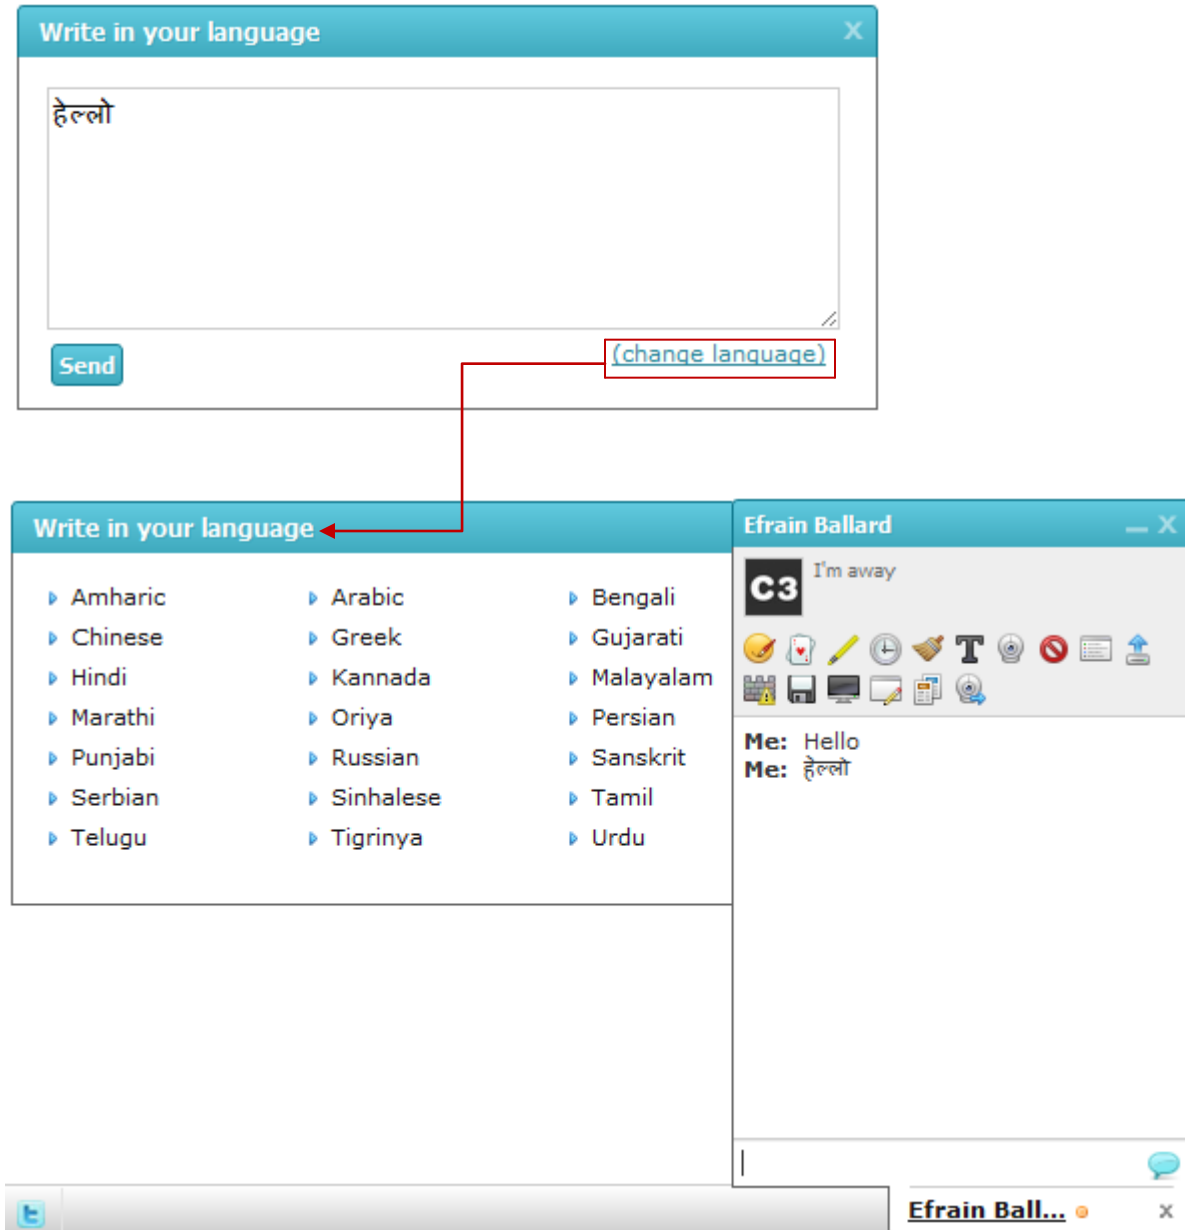 Write in your language
हेल्लो
Send
(change language)
Write in your language
Amharic
Arabic
Bengali
Chinese
Greek
Gujarati
Hindi
Kannada
Malayalam
Marathi
Oriya
Persian
Punjabi
Russian
Sanskrit
Serbian
Sinhalese
Tamil
Telugu
Tigrinya
Urdu
Efrain Ballard
C3
I'm away
Me: Hello
Me: हेल्लो
Efrain Ball...